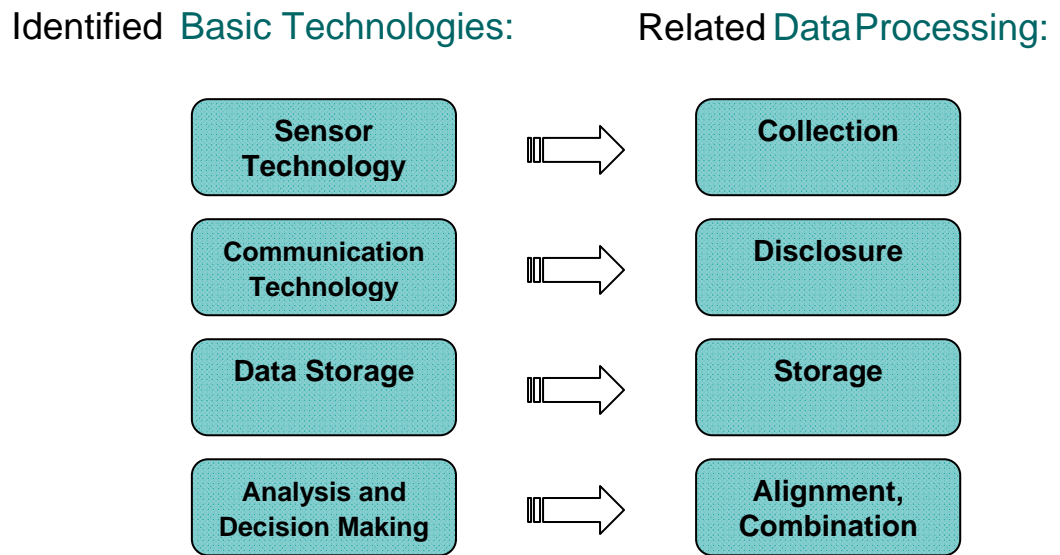 Identified Basic Technologies:
Related Data Processing:
Sensor
Technology
Collection
Communication
Technology
Disclosure
Data Storage
Storage
Analysis and
Decision Making
Alignment,
Combination